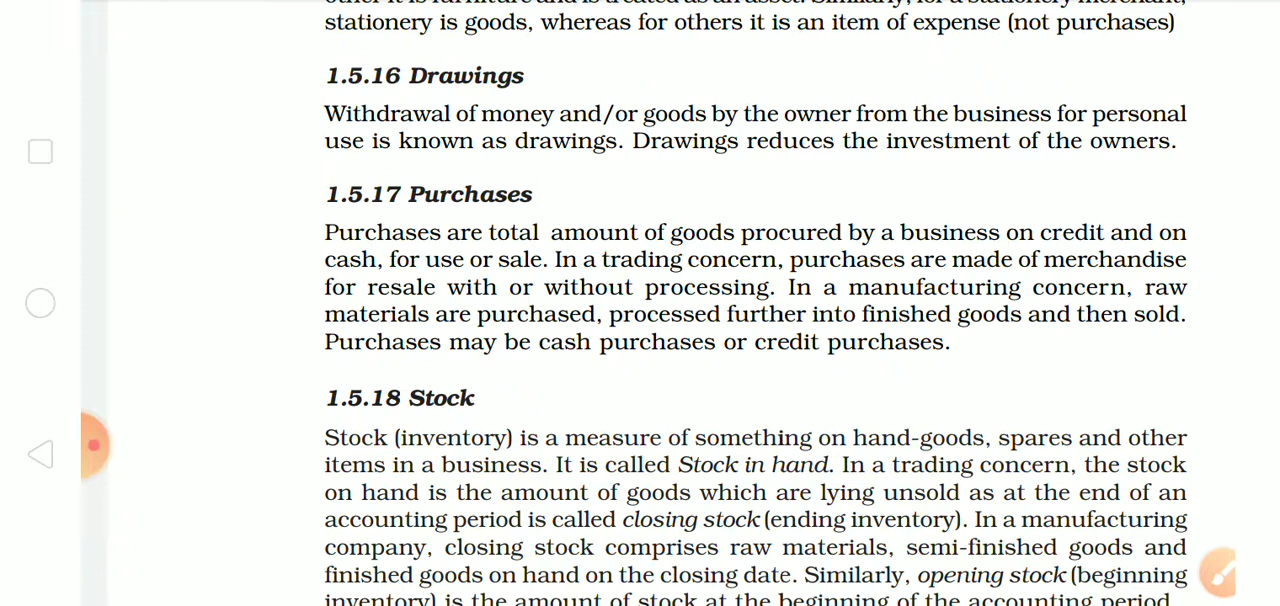 stationery is goods, whereas for others it is an item of expense (not purchases)
1.5.16 Drawings
Withdrawal of money and/or goods by the owner from the business for personal
use is known as drawings. Drawings reduces the investment of the owners.
1.5.17 Purchases
Purchases are total amount of goods procured by a business on credit and on
cash, for use or sale. In a trading concern, purchases are made of merchandise
for resale with or without processing. In a manufacturing concern, raw
materials are purchased, processed further into finished goods and then sold.
Purchases may be cash purchases or credit purchases.
1.5.18 Stock
Stock (inventory) is a measure of something on hand-goods, spares and other
items in a business. It is called Stock in hand. In a trading concern, the stock
on hand is the amount of goods which are lying unsold as at the end of an
accounting period is called closing stock (ending inventory). In a manufacturing
company, closing stock comprises raw materials, semi-finished goods and
finished goods on hand on the closing date. Similarly, opening stock (beginning
inventory) is the amount of stock at the beginning of the accounting period.